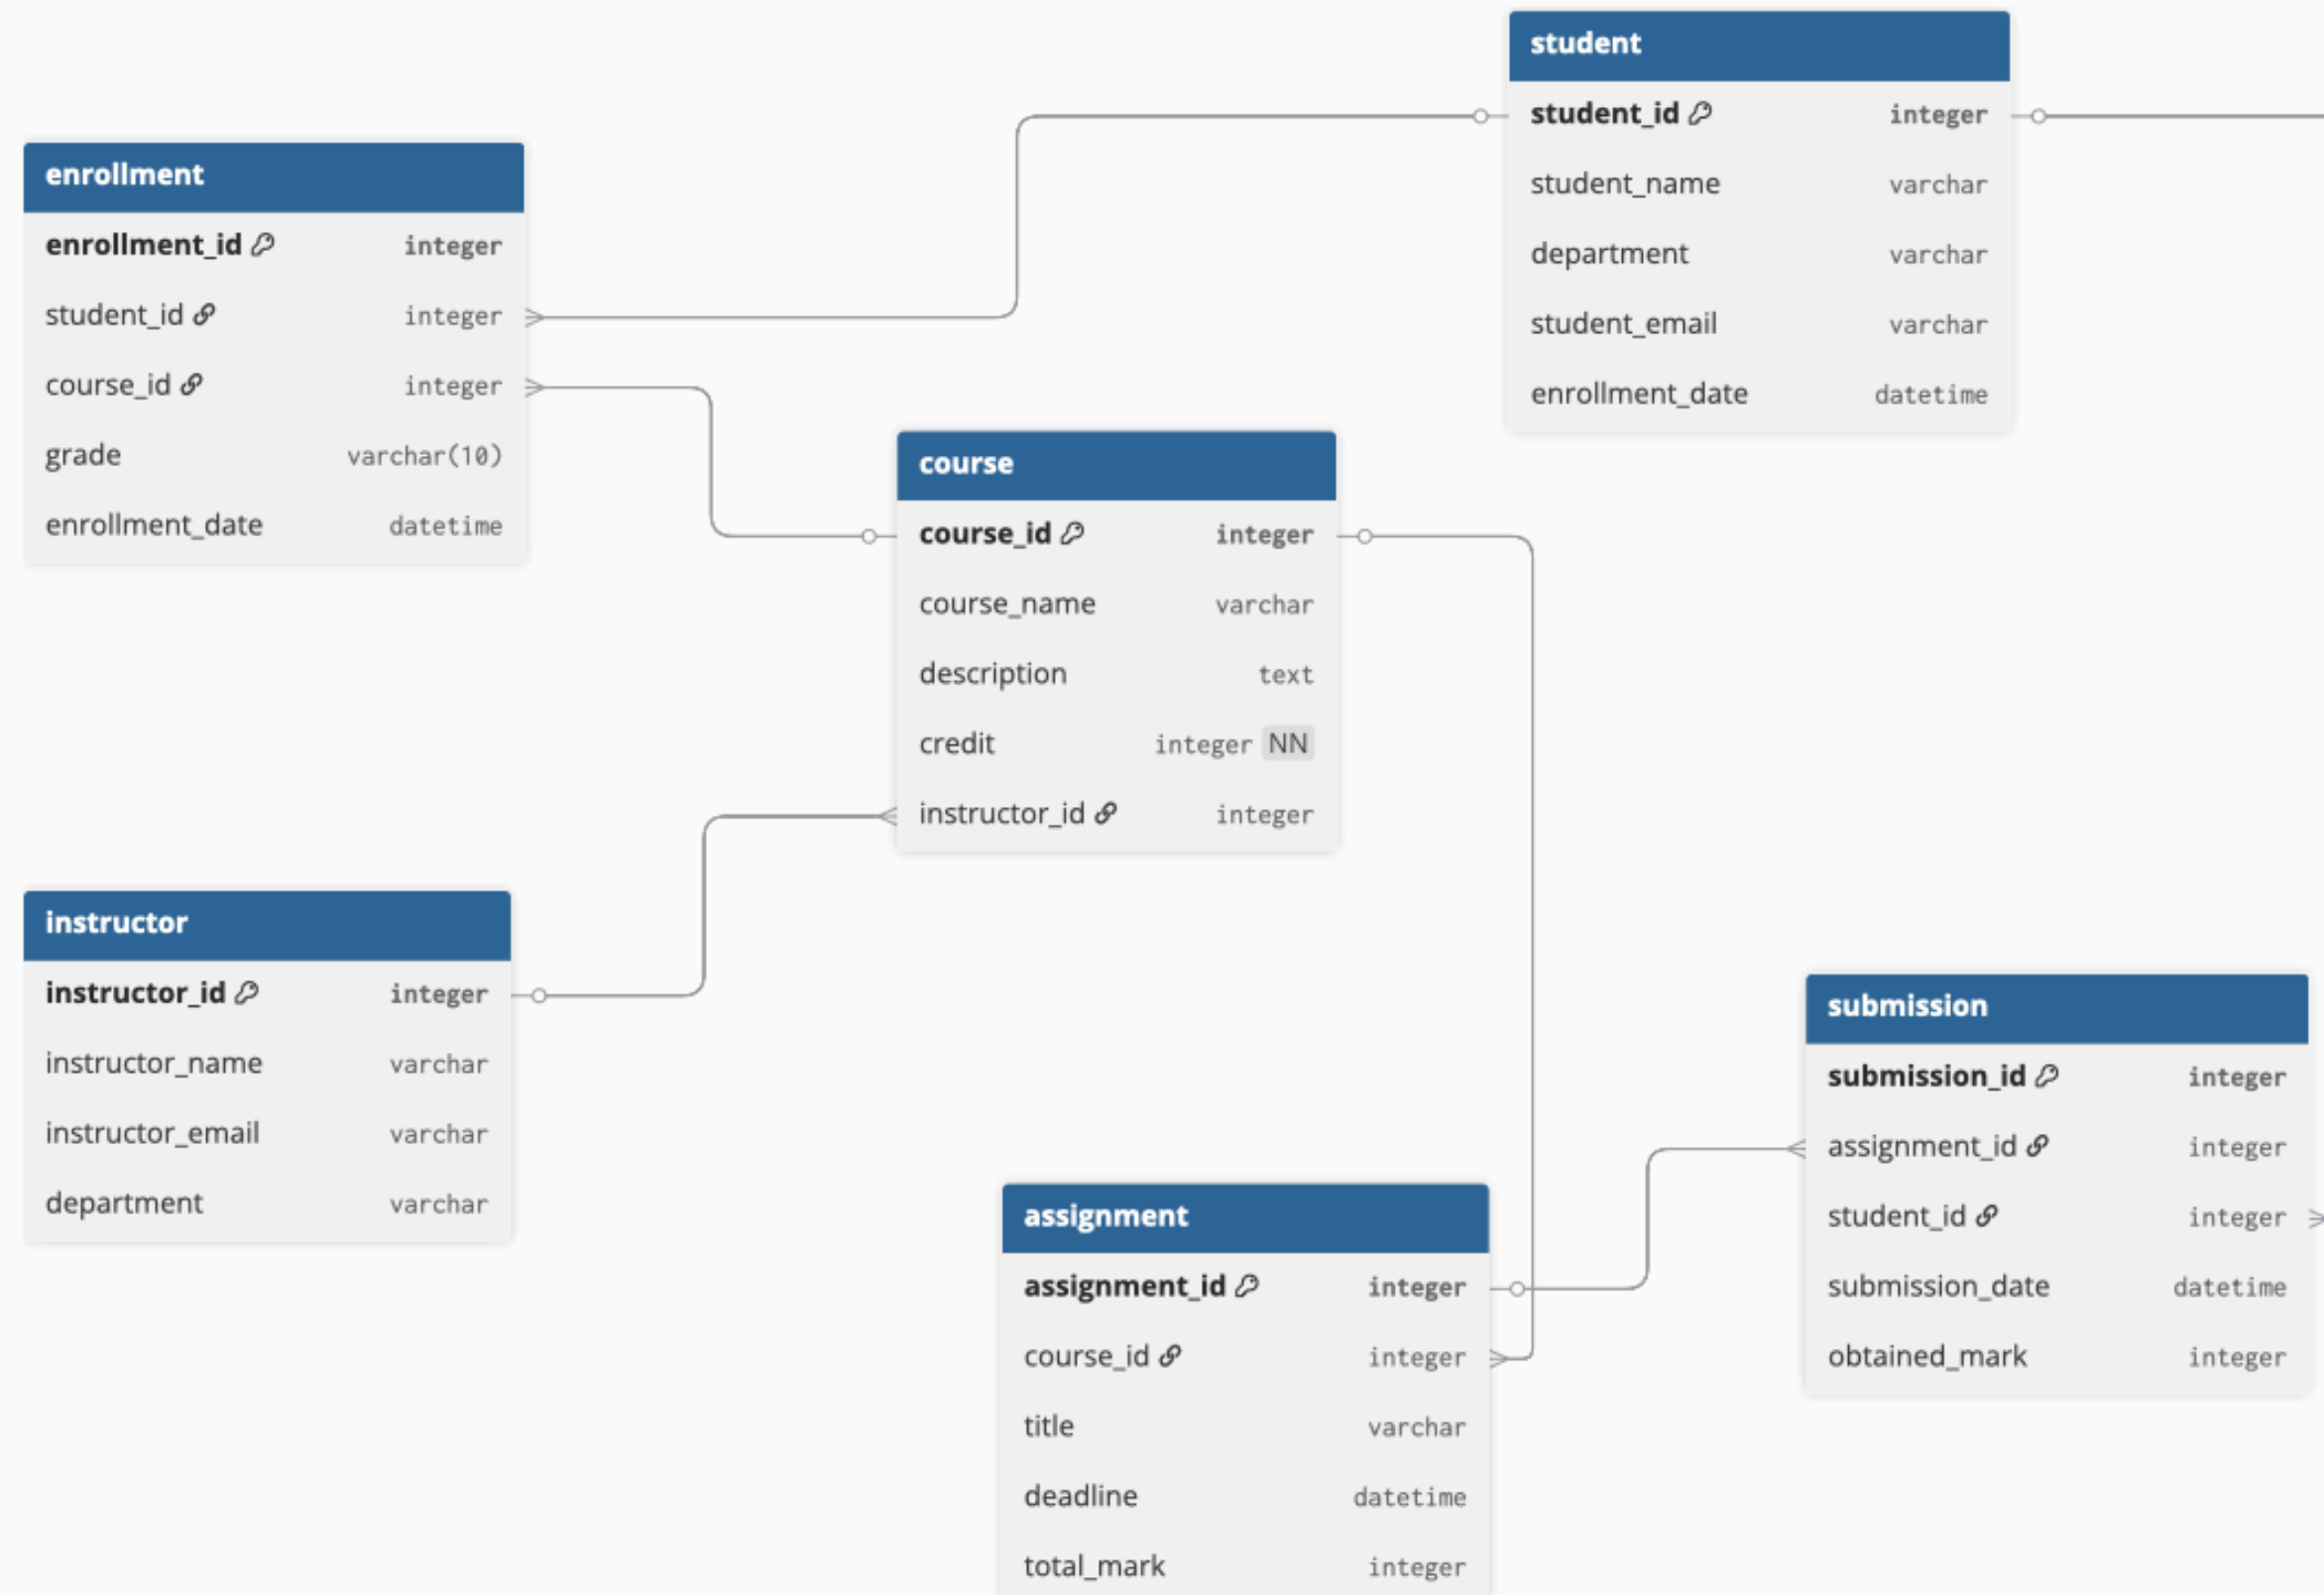 student
student_id integer
student_name varchar
department varchar
student_email varchar
enrollment_date datetime
enrollment
enrollment_id integer
student_id integer
course_id integer
grade varchar(10)
enrollment_date datetime
course
course_id integer
course_name varchar
description text
credit integer NN
instructor_id integer
instructor
instructor_id integer
instructor_name varchar
instructor_email varchar
department varchar
submission
submission_id integer
assignment_id integer
student_id integer
submission_date datetime
obtained_mark integer
assignment
assignment_id integer
course_id integer
title varchar
deadline datetime
total_mark integer